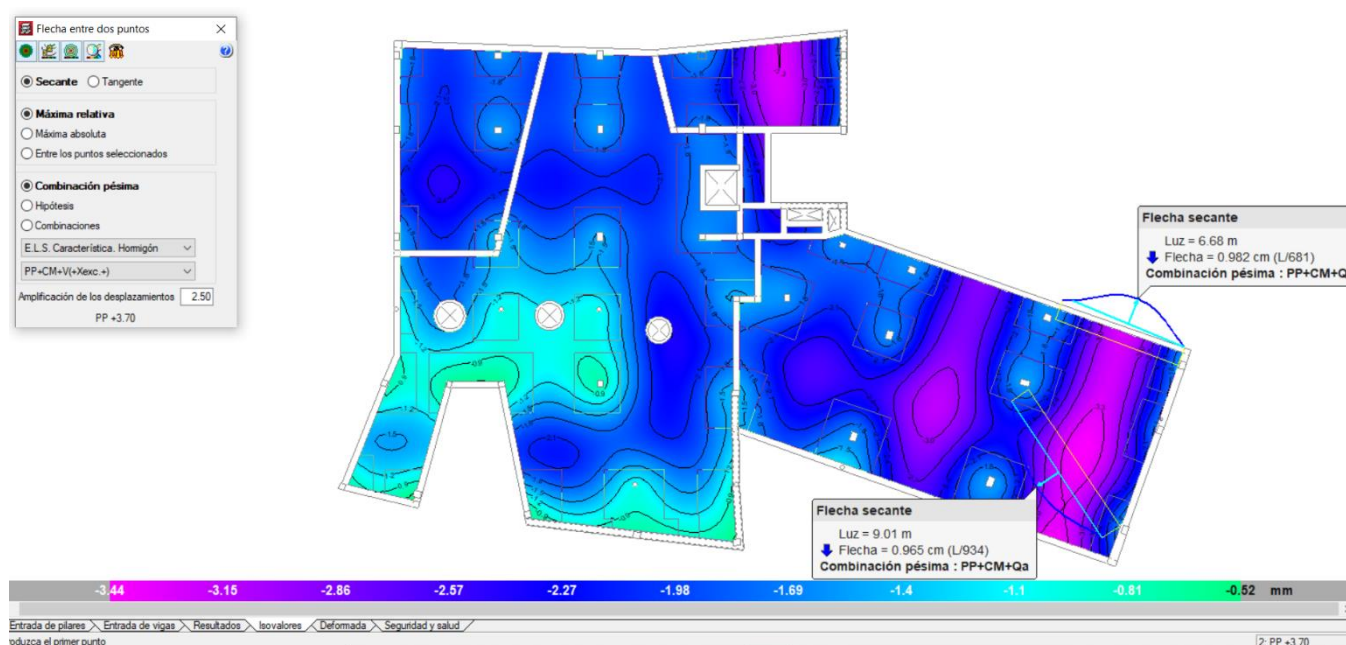 Flecha entre dos puntos
Secante Tangente
Máxima relativa
Máxima absoluta
Entre los puntos seleccionados
Combinación pésima
Hipótesis
Combinaciones
E.L.S. Característica. Hormigón
PP+CM+V(+Xexc.+)
Amplificación de los desplazamientos 2.50
PP +3.70
Flecha secante
Luz = 6.68 m
Flecha = 0.982 cm (L/681)
Combinación pésima : PP+CM+Q
Flecha secante
Luz = 9.01 m
Flecha = 0.965 cm (L/934)
Combinación pésima : PP+CM+Qa
-3.44 -3.15 -2.86 -2.57 -2.27 -1.98 -1.69 -1.4 -1.1 -0.81 -0.52 mm
Entrada de pilares Entrada de vigas Resultados Isovalores Deformada Seguridad y salud
roduzca el primer punto
2: PP +3.70